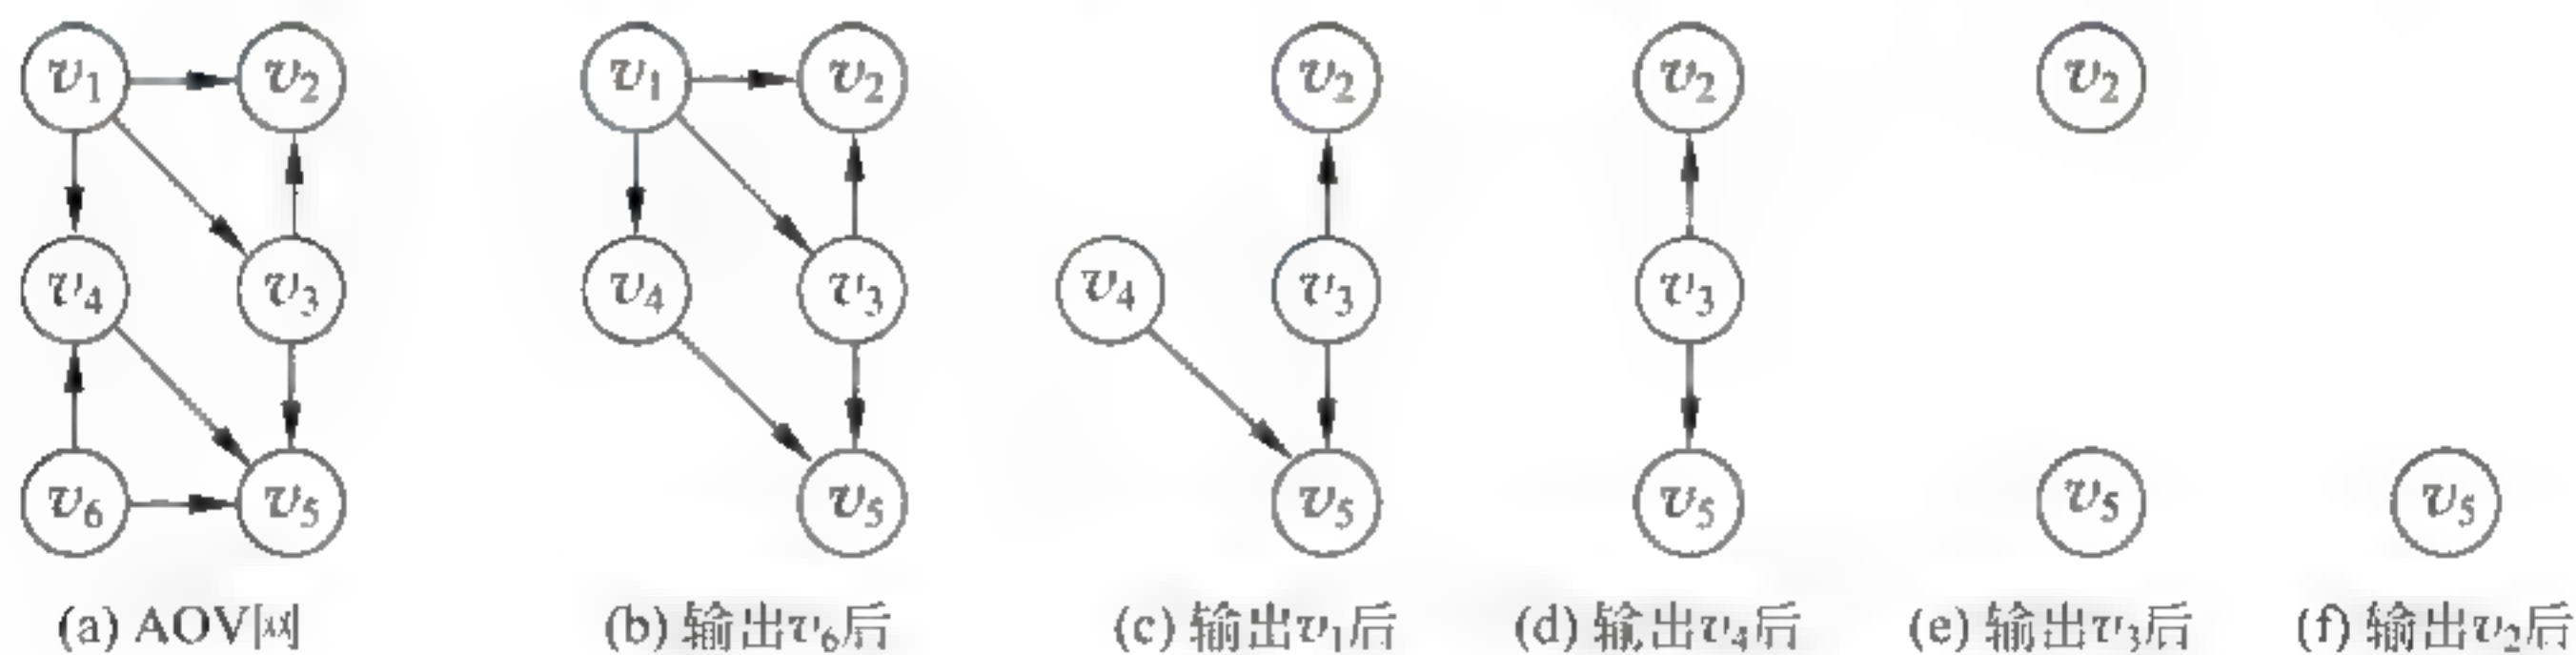 v1 v2 v1 v2 v2 v2 v2
v4 v3 v4 v3 v4 v3 v3
v6 v5 v5 v5 v5 v5 v5
(a) AOV网 (b) 输出v6后 (c) 输出v1后 (d) 输出v4后 (e) 输出v3后 (f) 输出v2后